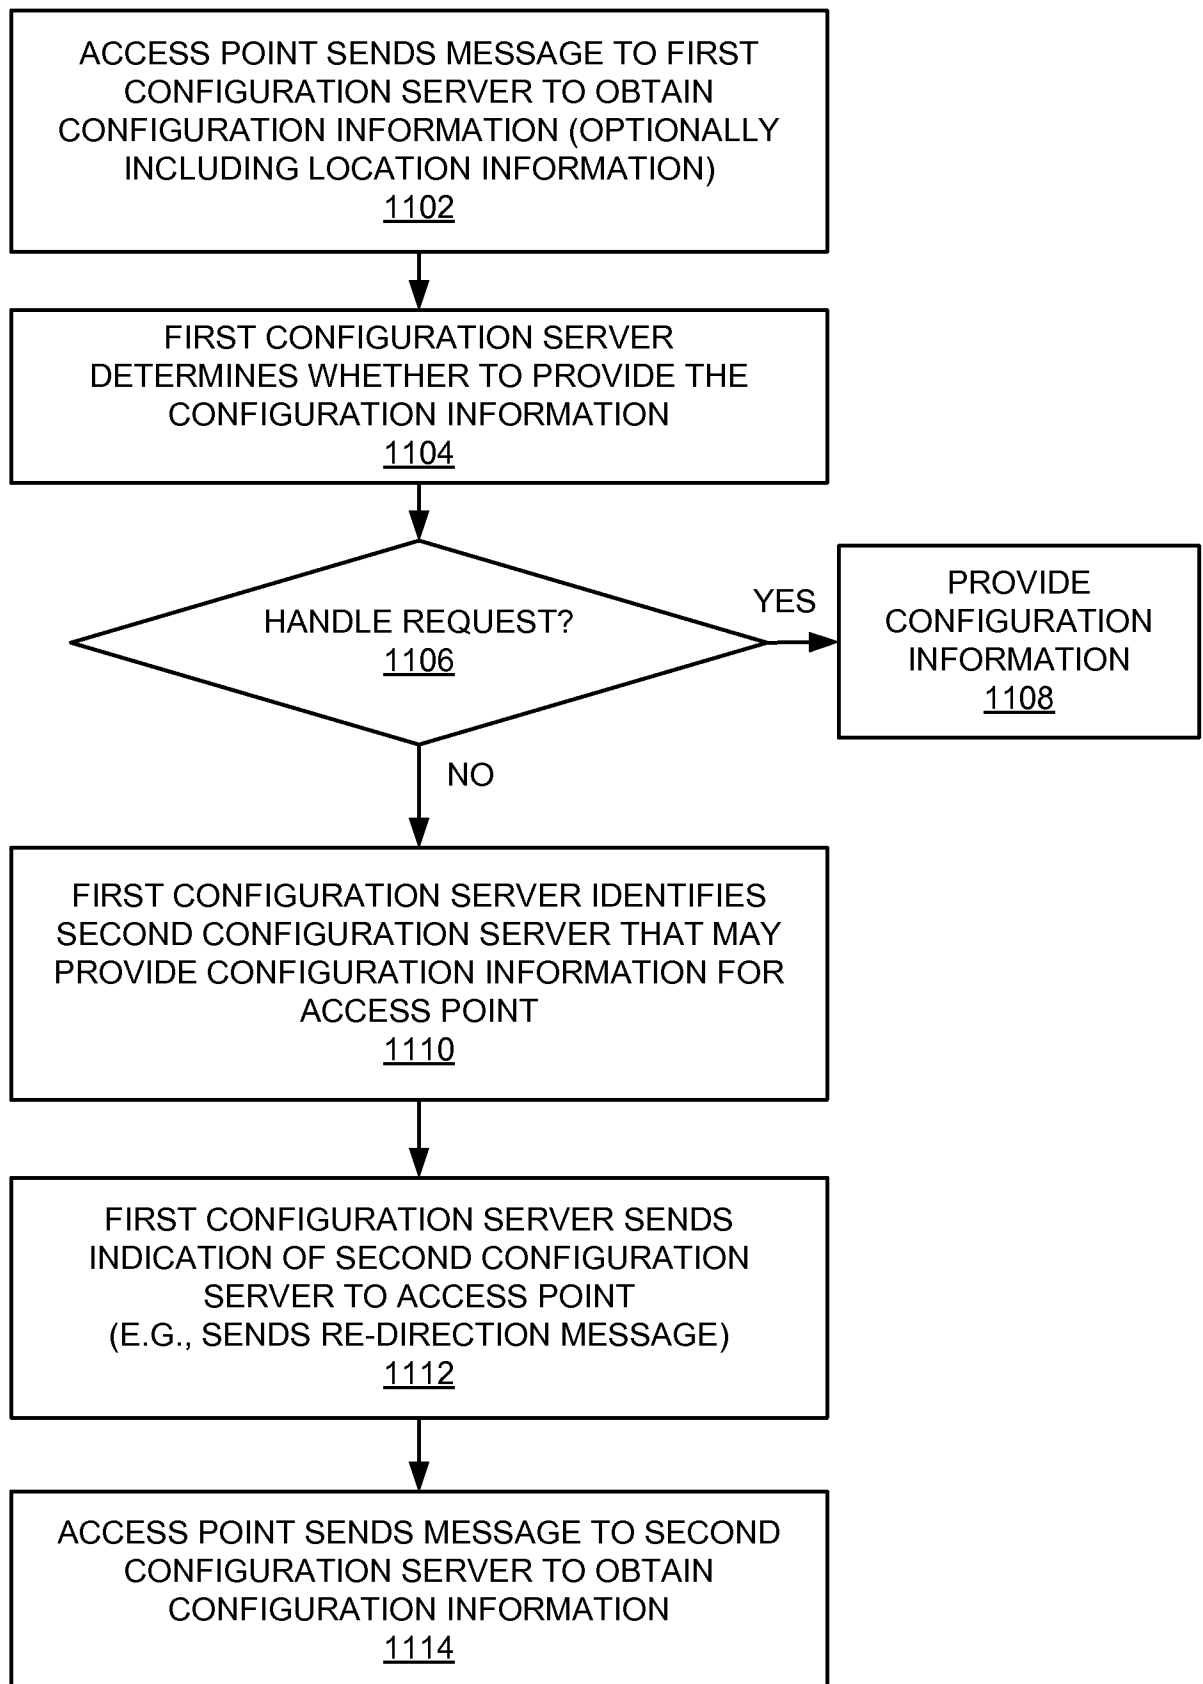 ACCESS POINT SENDS MESSAGE TO FIRST
CONFIGURATION SERVER TO OBTAIN
CONFIGURATION INFORMATION (OPTIONALLY
INCLUDING LOCATION INFORMATION)
1102
FIRST CONFIGURATION SERVER
DETERMINES WHETHER TO PROVIDE THE
CONFIGURATION INFORMATION
1104
HANDLE REQUEST?
1106
YES
PROVIDE
CONFIGURATION
INFORMATION
1108
NO
FIRST CONFIGURATION SERVER IDENTIFIES
SECOND CONFIGURATION SERVER THAT MAY
PROVIDE CONFIGURATION INFORMATION FOR
ACCESS POINT
1110
FIRST CONFIGURATION SERVER SENDS
INDICATION OF SECOND CONFIGURATION
SERVER TO ACCESS POINT
(E.G., SENDS RE-DIRECTION MESSAGE)
1112
ACCESS POINT SENDS MESSAGE TO SECOND
CONFIGURATION SERVER TO OBTAIN
CONFIGURATION INFORMATION
1114